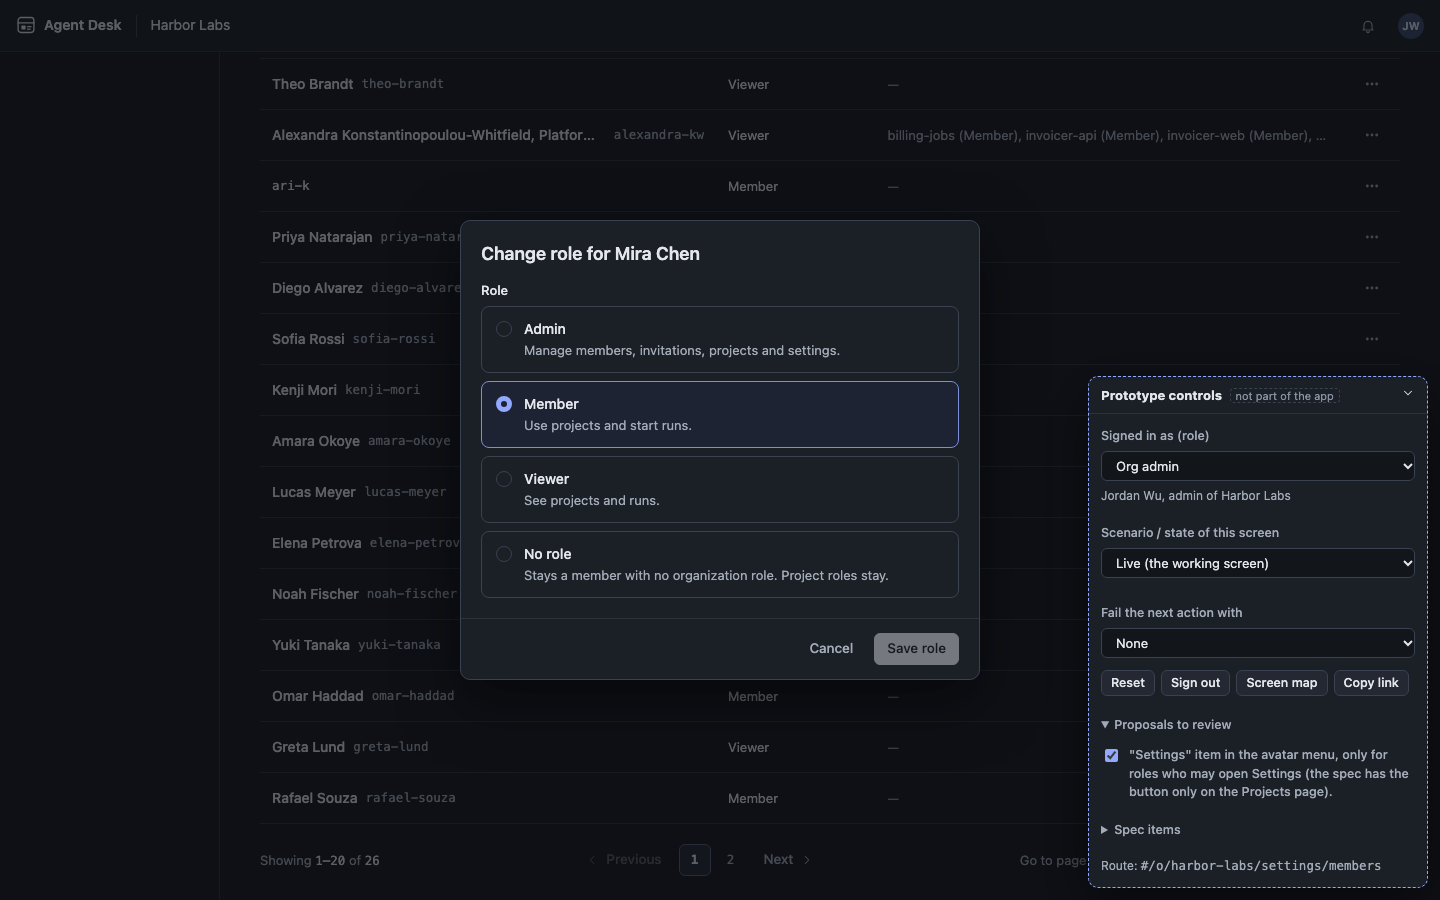 Agent Desk
Harbor Labs
JW
Theo Brandt theo-brandt Viewer —
Alexandra Konstantinopoulou-Whitfield, Platfor... alexandra-kw Viewer billing-jobs (Member), invoicer-api (Member), invoicer-web (Member), ...
ari-k Member —
Priya Natarajan priya-natar
Diego Alvarez diego-alvare
Sofia Rossi sofia-rossi
Kenji Mori kenji-mori
Amara Okoye amara-okoye
Lucas Meyer lucas-meyer
Elena Petrova elena-petrov
Noah Fischer noah-fischer
Yuki Tanaka yuki-tanaka
Omar Haddad omar-haddad Member —
Greta Lund greta-lund Viewer —
Rafael Souza rafael-souza Member —
Showing 1–20 of 26
Previous 1 2 Next
Go to page
Change role for Mira Chen
Role
Admin
Manage members, invitations, projects and settings.
Member
Use projects and start runs.
Viewer
See projects and runs.
No role
Stays a member with no organization role. Project roles stay.
Cancel
Save role
Prototype controls not part of the app
Signed in as (role)
Org admin
Jordan Wu, admin of Harbor Labs
Scenario / state of this screen
Live (the working screen)
Fail the next action with
None
Reset Sign out Screen map Copy link
Proposals to review
"Settings" item in the avatar menu, only for
roles who may open Settings (the spec has the
button only on the Projects page).
Spec items
Route: #/o/harbor-labs/settings/members